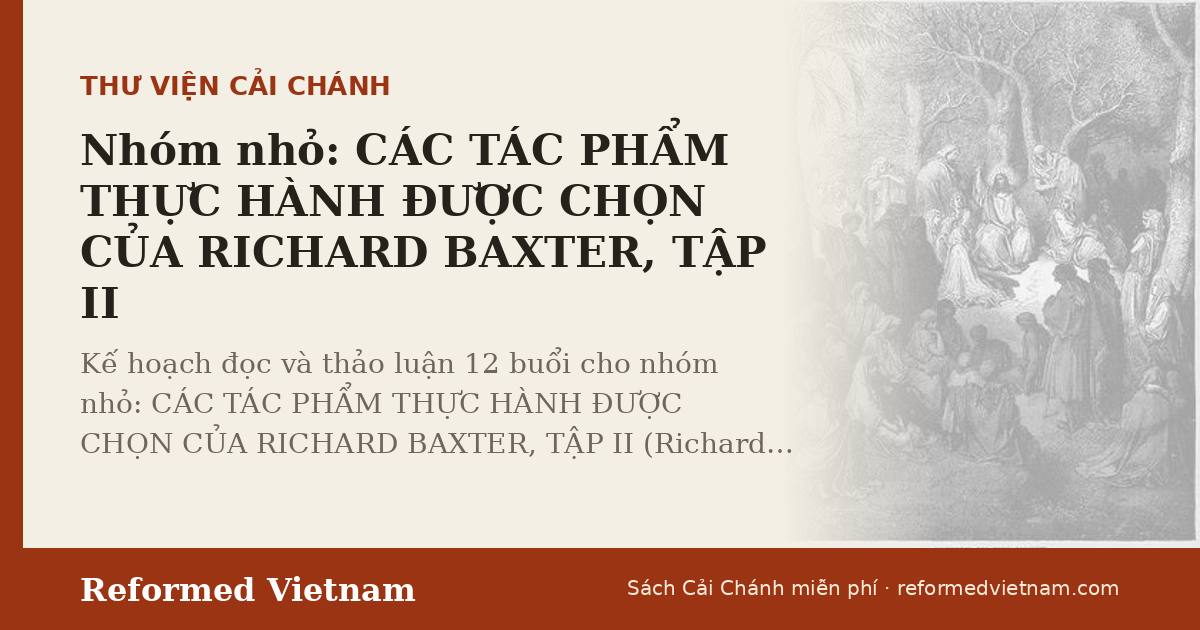 THƯ VIỆN CẢI CHÁNH
Nhóm nhỏ: CÁC TÁC PHẨM
THỰC HÀNH ĐƯỢC CHỌN
CỦA RICHARD BAXTER, TẬP
II
Kế hoạch đọc và thảo luận 12 buổi cho nhóm
nhỏ: CÁC TÁC PHẨM THỰC HÀNH ĐƯỢC
CHỌN CỦA RICHARD BAXTER, TẬP II (Richard…
Reformed Vietnam
Sách Cải Chánh miễn phí · reformedvietnam.com